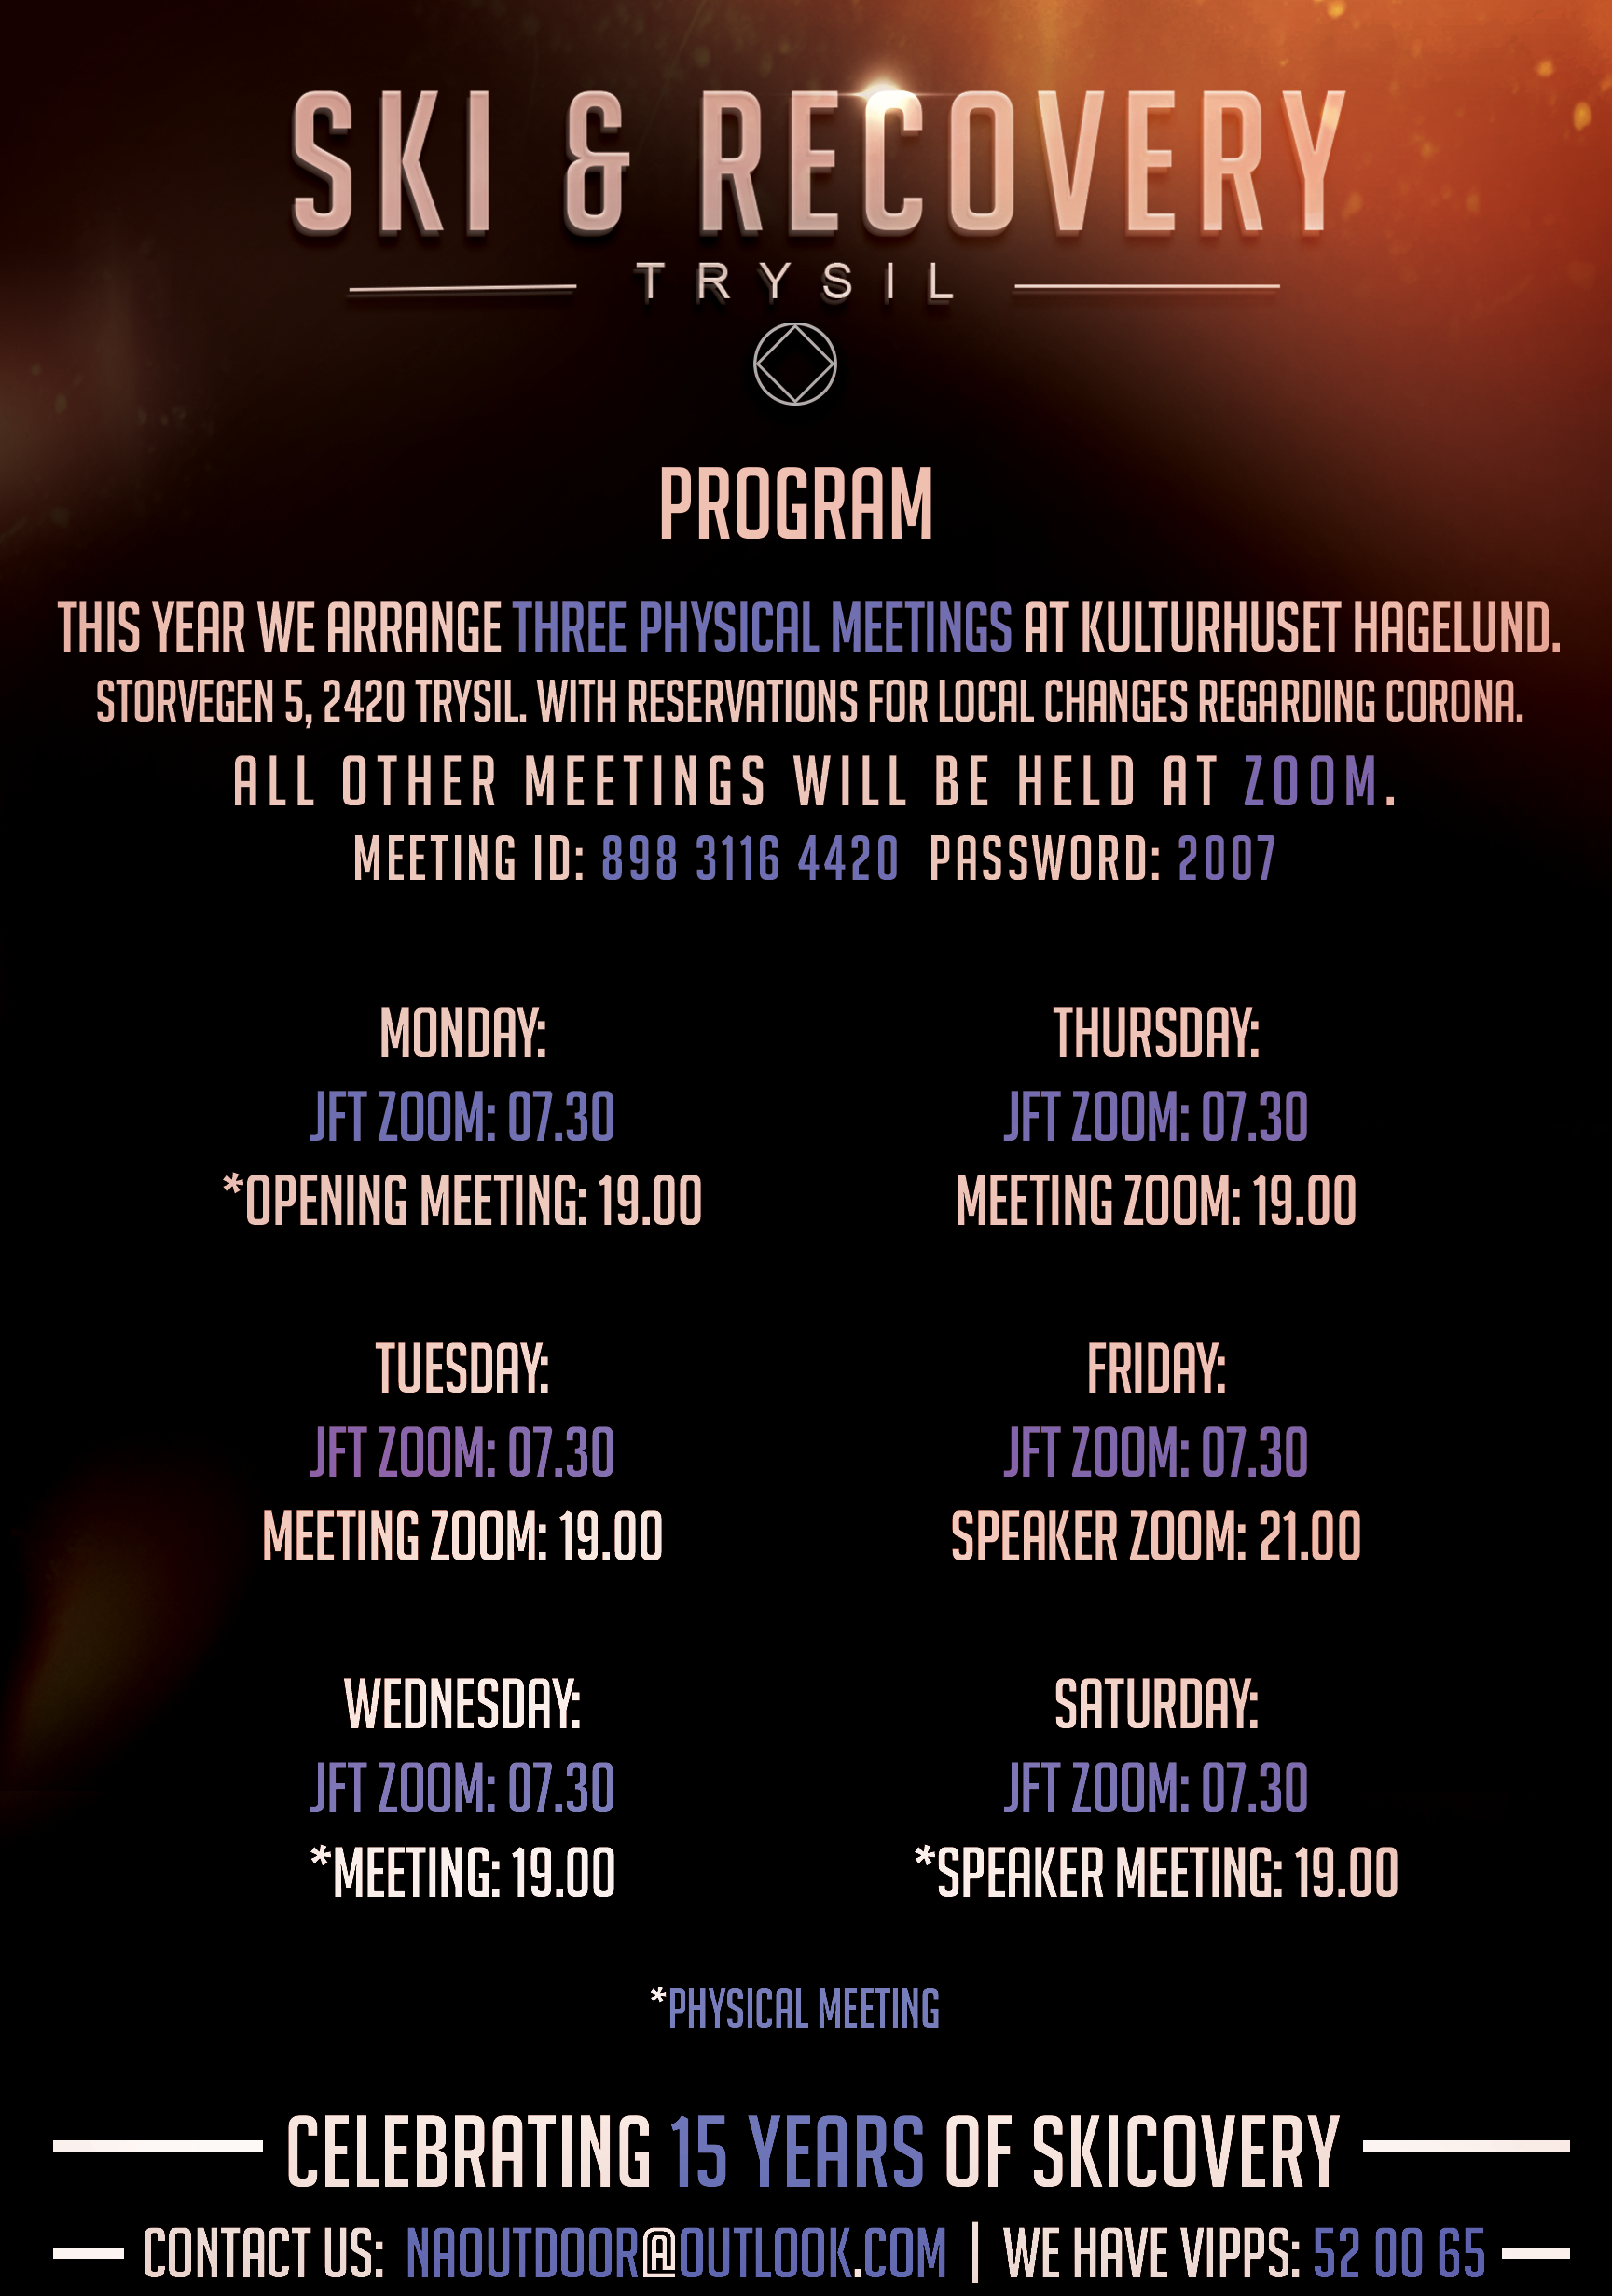 SKI & RECOVERY
TRYSIL
PROGRAM
THIS YEAR WE ARRANGE THREE PHYSICAL MEETINGS AT KULTURHUSET HAGELUND.
STORVEGEN 5, 2420 TRYSIL. WITH RESERVATIONS FOR LOCAL CHANGES REGARDING CORONA.
ALL OTHER MEETINGS WILL BE HELD AT ZOOM.
MEETING ID: 898 3116 4420 PASSWORD: 2007
MONDAY:
JFT ZOOM: 07.30
*OPENING MEETING: 19.00
TUESDAY:
JFT ZOOM: 07.30
MEETING ZOOM: 19.00
WEDNESDAY:
JFT ZOOM: 07.30
*MEETING: 19.00
THURSDAY:
JFT ZOOM: 07.30
MEETING ZOOM: 19.00
FRIDAY:
JFT ZOOM: 07.30
SPEAKER ZOOM: 21.00
SATURDAY:
JFT ZOOM: 07.30
*SPEAKER MEETING: 19.00
*PHYSICAL MEETING
CELEBRATING 15 YEARS OF SKICOVERY
CONTACT US: NAOUTDOOR@OUTLOOK.COM | WE HAVE VIPPS: 52 00 65